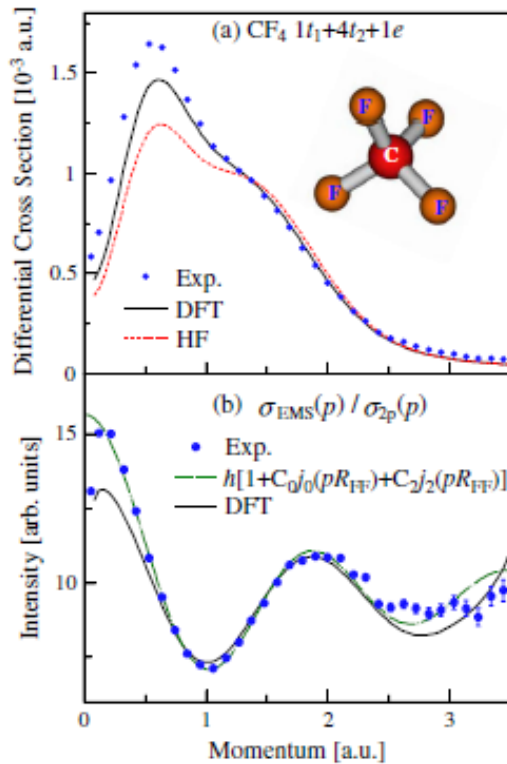 (a) CF₄ 1t₁+4t₂+1e
Differential Cross Section [10⁻³ a.u.]
1.5
1
0.5
0
F
F
C
F
F
Exp.
DFT
HF
(b) σEMS(p) / σ2p(p)
Intensity [arb. units]
15
10
Exp.
h[1+C₀j₀(pRFF)+C₂j₂(pRFF)]
DFT
0
1
2
3
Momentum [a.u.]